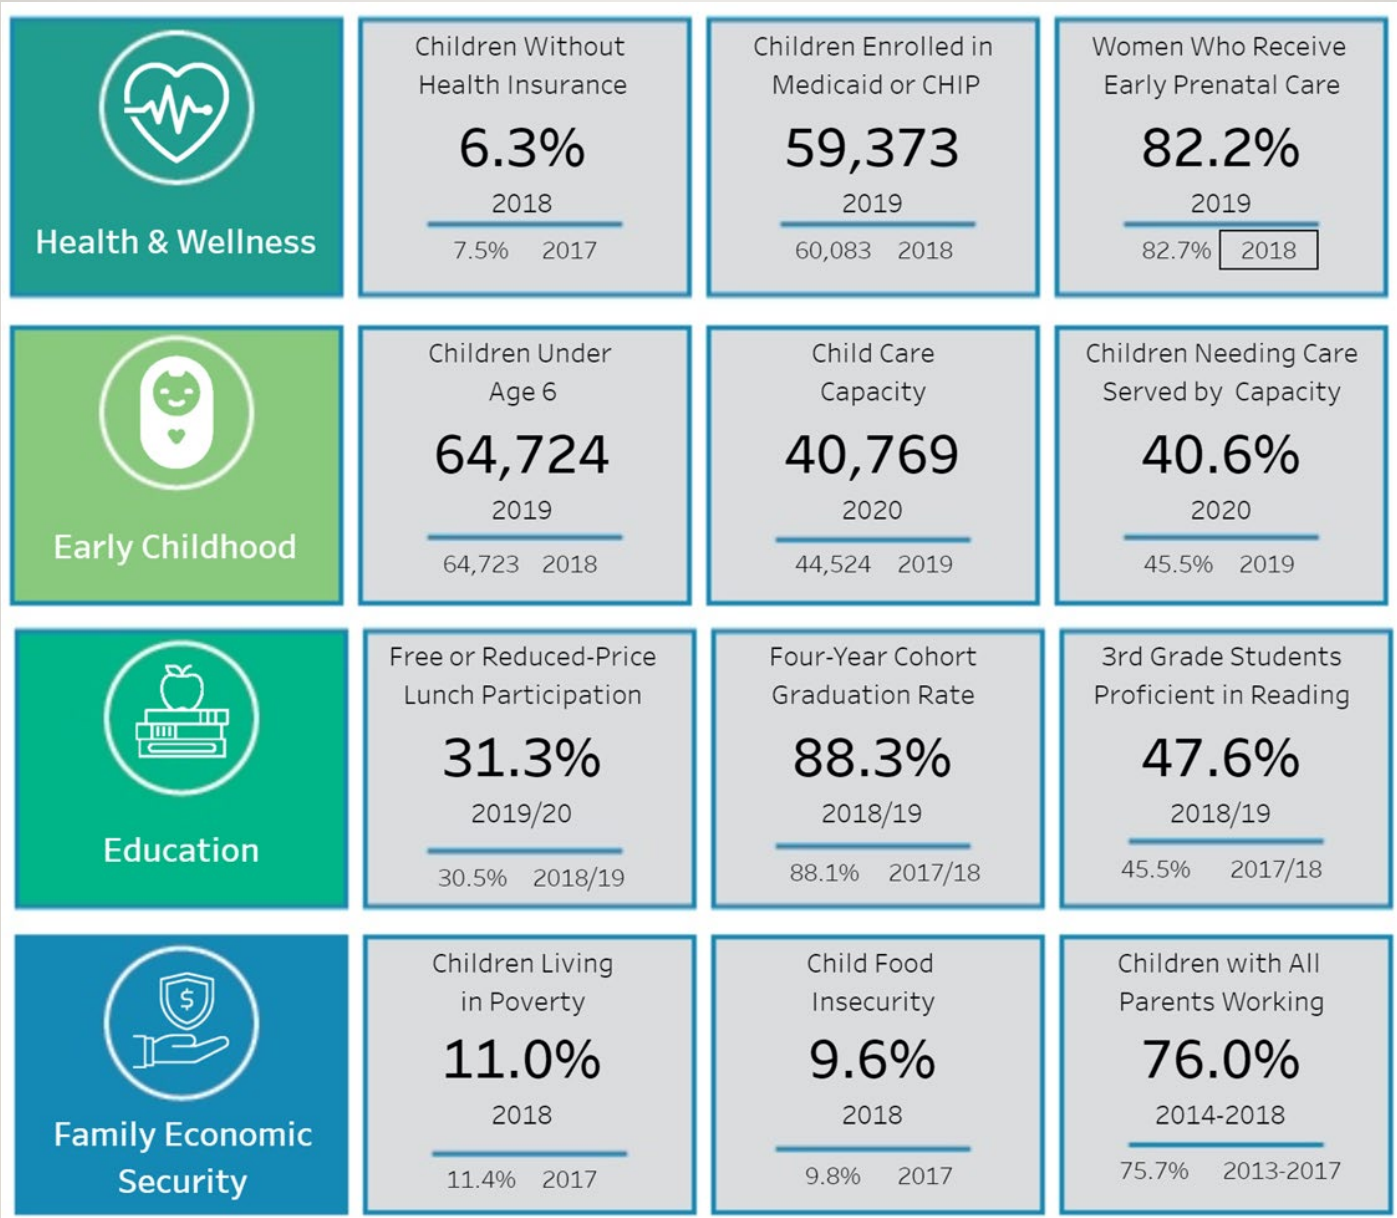 Health & Wellness
Children Without
Health Insurance
6.3%
2018
7.5% 2017
Children Enrolled in
Medicaid or CHIP
59,373
2019
60,083 2018
Women Who Receive
Early Prenatal Care
82.2%
2019
82.7% 2018
Early Childhood
Children Under
Age 6
64,724
2019
64,723 2018
Child Care
Capacity
40,769
2020
44,524 2019
Children Needing Care
Served by Capacity
40.6%
2020
45.5% 2019
Education
Free or Reduced-Price
Lunch Participation
31.3%
2019/20
30.5% 2018/19
Four-Year Cohort
Graduation Rate
88.3%
2018/19
88.1% 2017/18
3rd Grade Students
Proficient in Reading
47.6%
2018/19
45.5% 2017/18
$
Family Economic
Security
Children Living
in Poverty
11.0%
2018
11.4% 2017
Child Food
Insecurity
9.6%
2018
9.8% 2017
Children with All
Parents Working
76.0%
2014-2018
75.7% 2013-2017